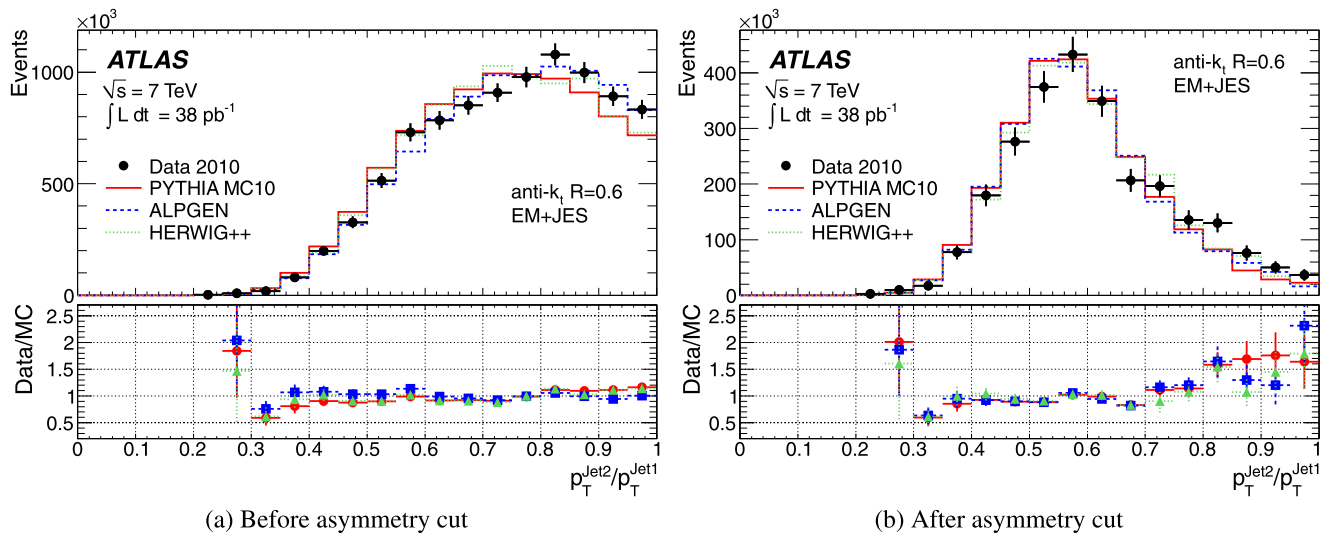 ×10³
Events
1000
500
0
ATLAS
√s = 7 TeV
∫L dt = 38 pb⁻¹
Data 2010
PYTHIA MC10
ALPGEN
HERWIG++
anti-kₜ R=0.6
EM+JES
Data/MC
2.5
2
1.5
1
0.5
0 0.1 0.2 0.3 0.4 0.5 0.6 0.7 0.8 0.9 1
p_T^Jet2/p_T^Jet1
(a) Before asymmetry cut
×10³
Events
400
300
200
100
0
ATLAS
√s = 7 TeV
∫L dt = 38 pb⁻¹
anti-kₜ R=0.6
EM+JES
Data 2010
PYTHIA MC10
ALPGEN
HERWIG++
Data/MC
2.5
2
1.5
1
0.5
0 0.1 0.2 0.3 0.4 0.5 0.6 0.7 0.8 0.9 1
p_T^Jet2/p_T^Jet1
(b) After asymmetry cut